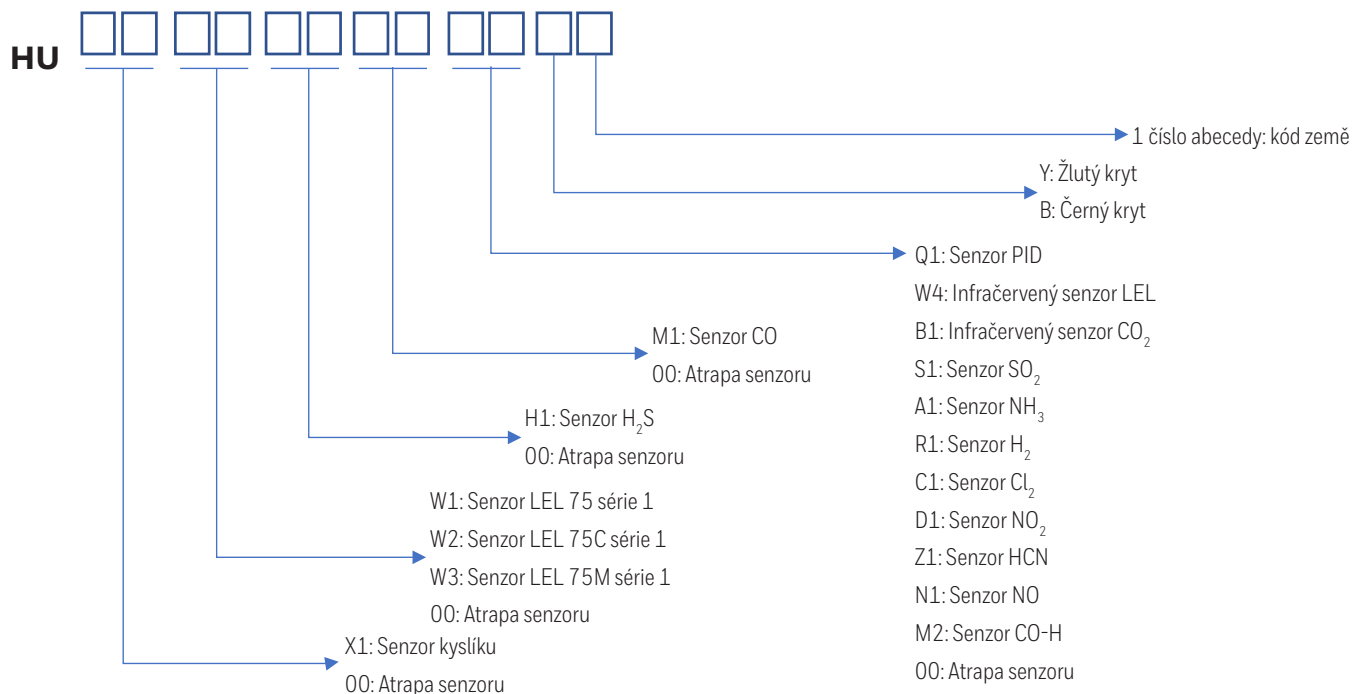 HU
1 číslo abecedy: kód země
Y: Žlutý kryt
B: Černý kryt
Q1: Senzor PID
W4: Infračervený senzor LEL
B1: Infračervený senzor CO₂
S1: Senzor SO₂
A1: Senzor NH₃
R1: Senzor H₂
C1: Senzor Cl₂
D1: Senzor NO₂
Z1: Senzor HCN
N1: Senzor NO
M2: Senzor CO-H
00: Atrapa senzoru
M1: Senzor CO
00: Atrapa senzoru
H1: Senzor H₂S
00: Atrapa senzoru
W1: Senzor LEL 75 série 1
W2: Senzor LEL 75C série 1
W3: Senzor LEL 75M série 1
00: Atrapa senzoru
X1: Senzor kyslíku
00: Atrapa senzoru